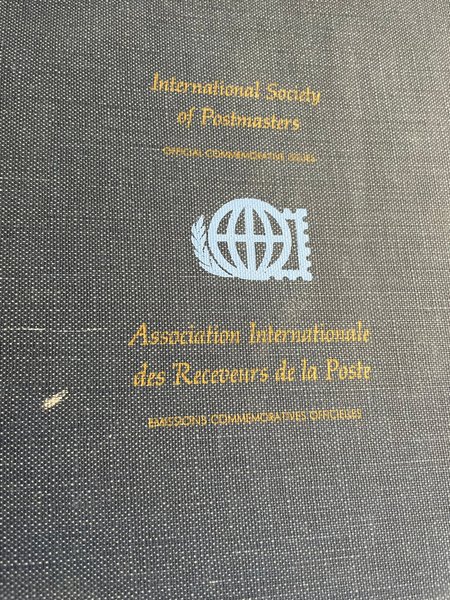 International Society
of Postmasters
OFFICIAL COMMEMORATIVE ISSUES
Association Internationale
des Receveurs de la Poste
EMISSIONS COMMEMORATIVES OFFICIELLES